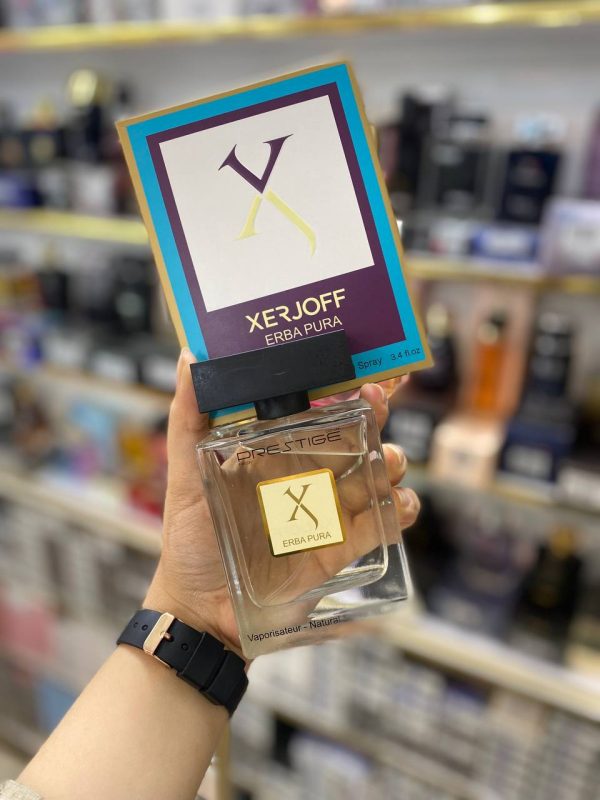 X
XERJOFF
ERBA PURA
Spray 3.4 fl oz
PRESTIGE
X
ERBA PURA
Vaporisateur - Natural